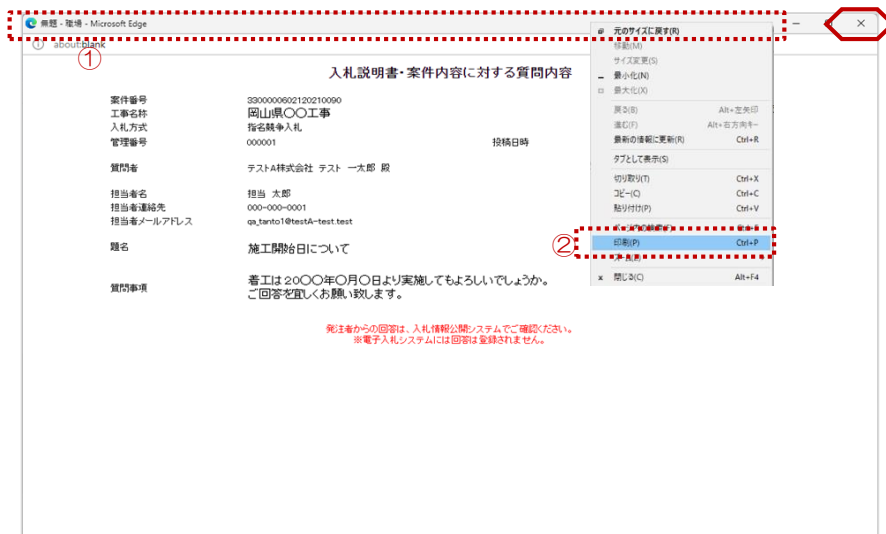 無題 - 職場 - Microsoft Edge
about:blank
①
入札説明書・案件内容に対する質問内容
案件番号 3300000602120210090
工事名称 岡山県〇〇工事
入札方式 指名競争入札
管理番号 000001 投稿日時
質問者 テストA株式会社 テスト 一太郎 殿
担当者名 担当 太郎
担当者連絡先 000-000-0001
担当者メールアドレス qa_tanto1@testA-test.test
題名 施工開始日について
質問事項 着工は20〇〇年〇月〇日より実施してもよろしいでしょうか。
ご回答を宜しくお願い致します。
発注者からの回答は、入札情報公開システムでご確認ください。
※電子入札システムには回答は登録されません。
元のサイズに戻す(R)
移動(M)
サイズ変更(S)
最小化(N)
最大化(X)
戻る(B) Alt+左矢印
進む(F) Alt+右方向キー
最新の情報に更新(R) Ctrl+R
タブとして表示(S)
切り取り(T) Ctrl+X
コピー(C) Ctrl+C
貼り付け(P) Ctrl+V
②
印刷(P) Ctrl+P
閉じる(C) Alt+F4